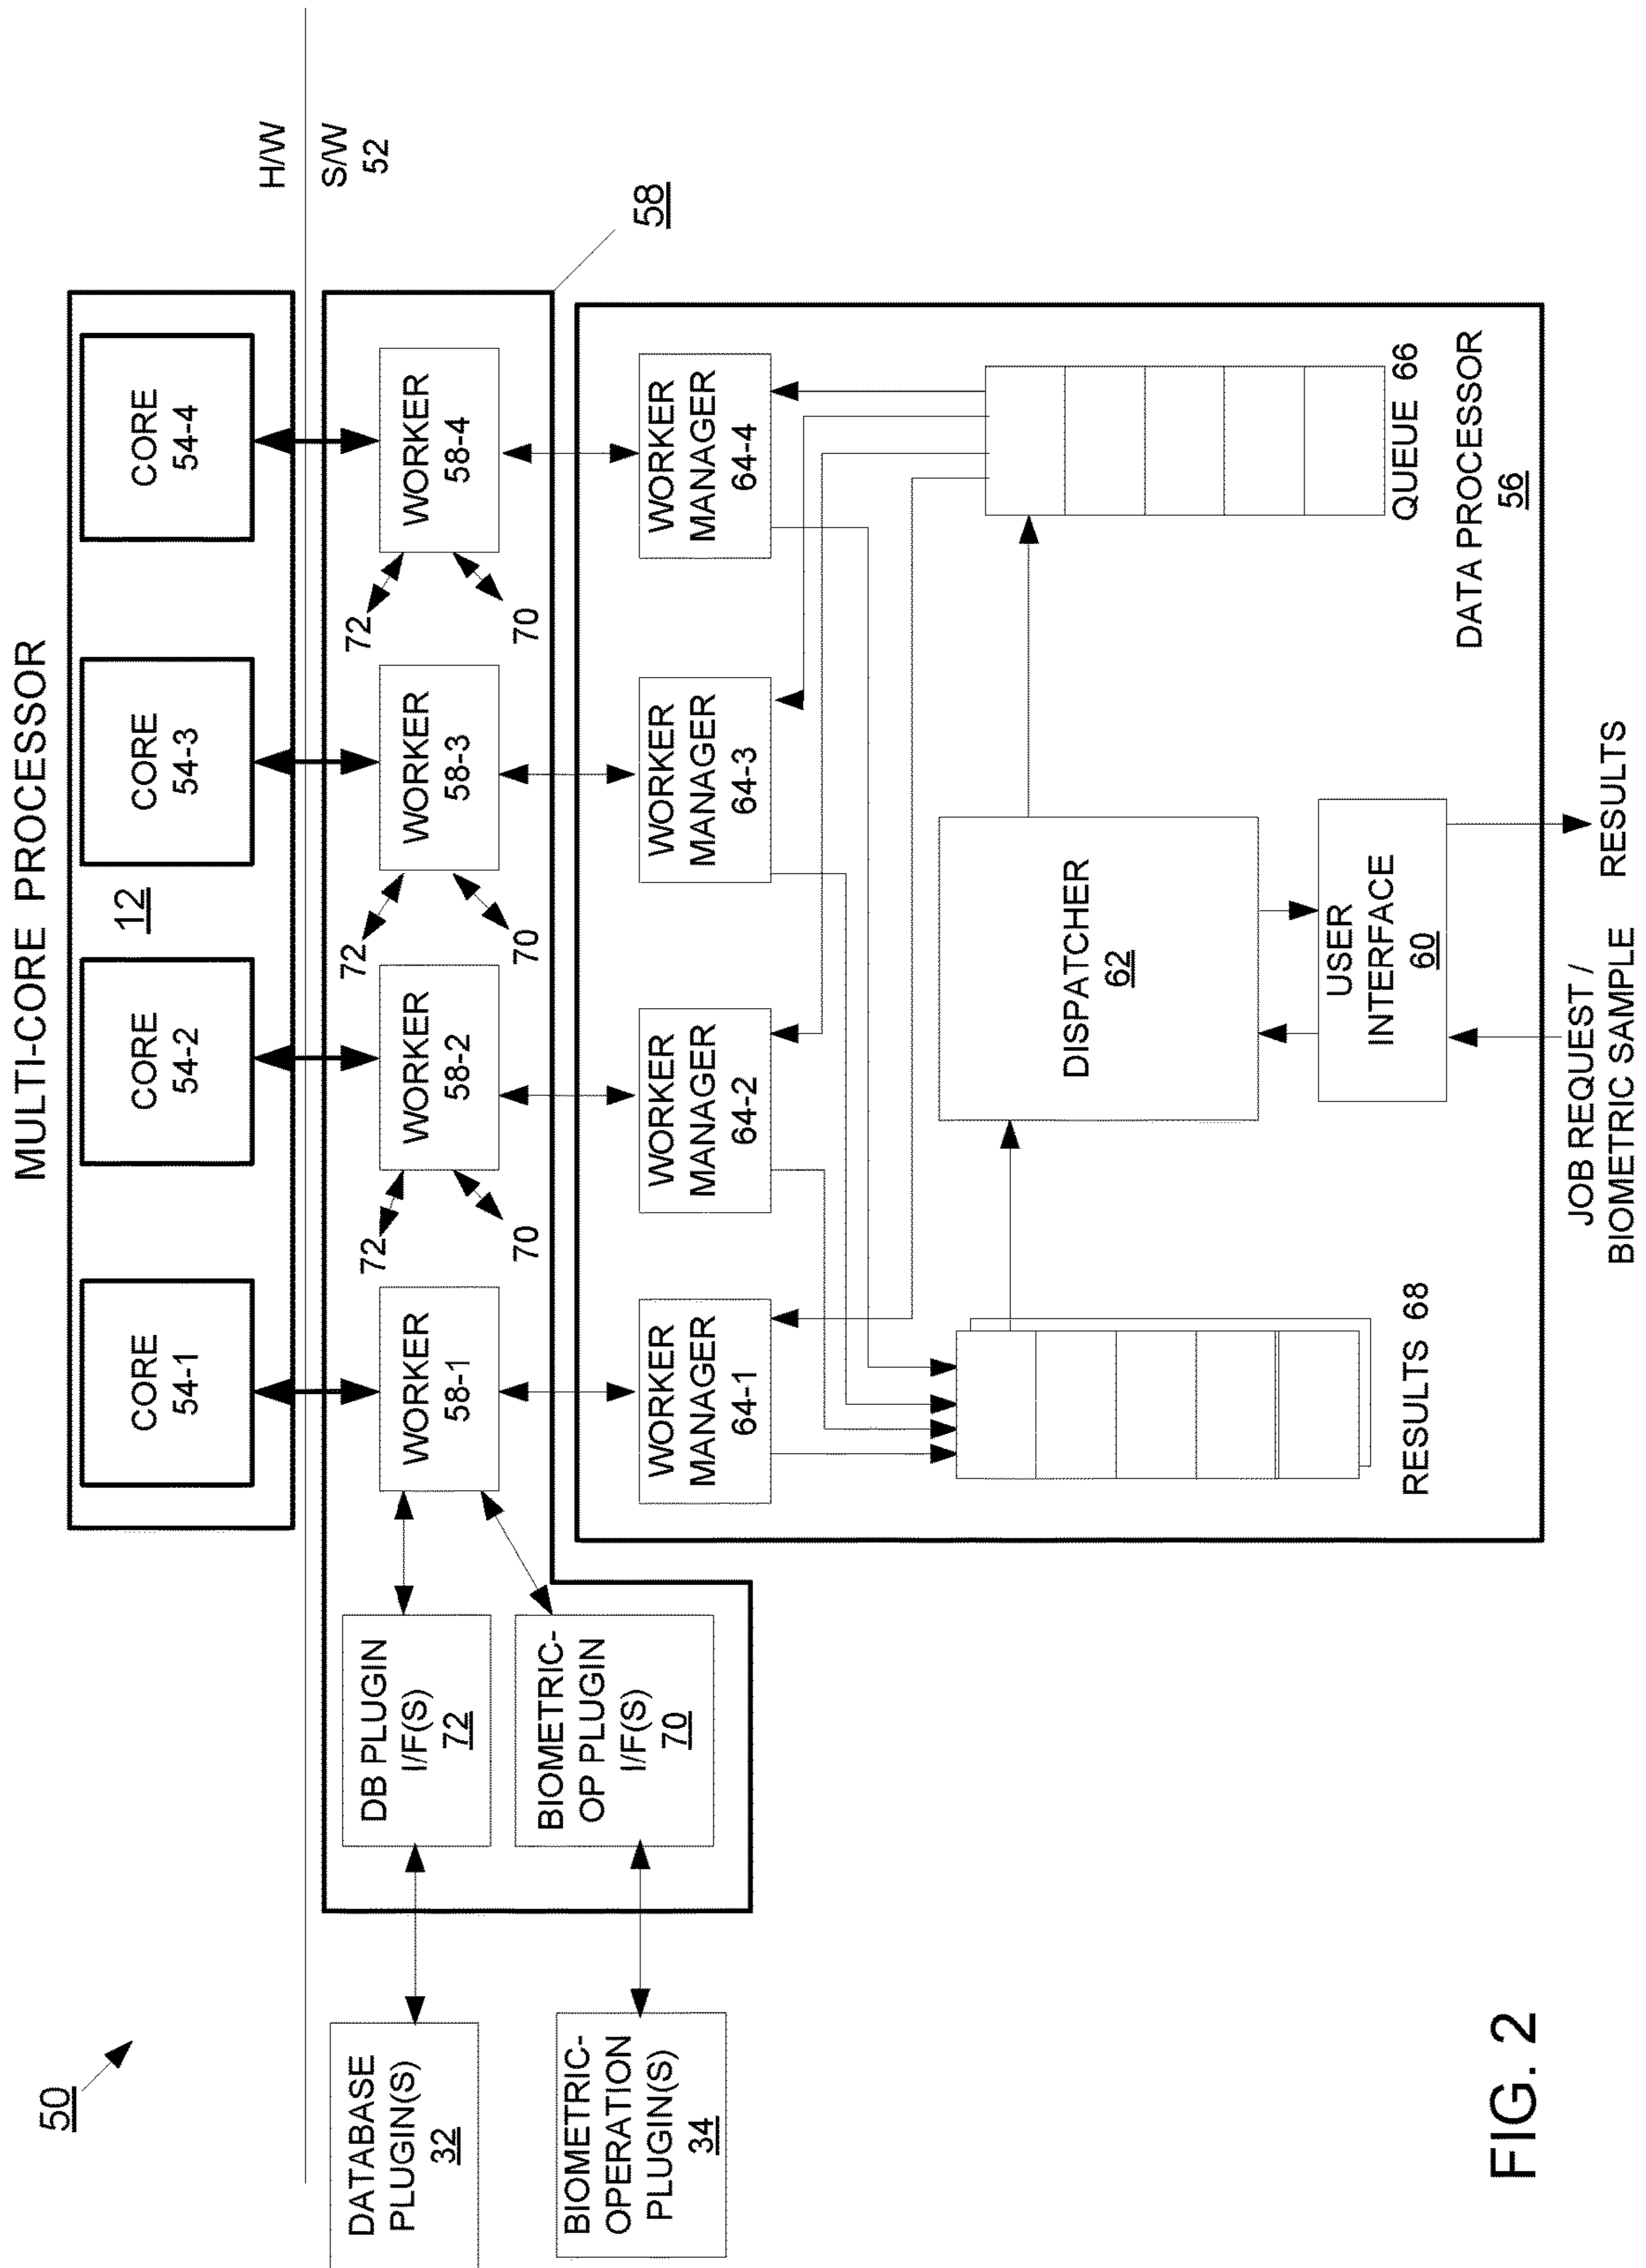 50
MULTI-CORE PROCESSOR
CORE
54-1
CORE
54-2
12
CORE
54-3
CORE
54-4
H/W
S/W
52
DATABASE
PLUGIN(S)
32
DB PLUGIN
I/F(S)
72
WORKER
58-1
72
70
WORKER
58-2
72
70
WORKER
58-3
72
70
WORKER
58-4
58
BIOMETRIC-
OPERATION
PLUGIN(S)
34
BIOMETRIC-
OP PLUGIN
I/F(S)
70
WORKER
MANAGER
64-1
WORKER
MANAGER
64-2
WORKER
MANAGER
64-3
WORKER
MANAGER
64-4
RESULTS 68
DISPATCHER
62
QUEUE 66
USER
INTERFACE
60
DATA PROCESSOR
56
JOB REQUEST /
BIOMETRIC SAMPLE
RESULTS
FIG. 2